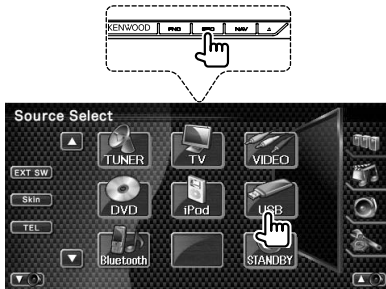 KENWOOD FNC SRC NAV ▲
Source Select
▲ TUNER TV VIDEO
EXT SW
Skin DVD iPod USB
TEL
▼ Bluetooth STANDBY
▼ ▲